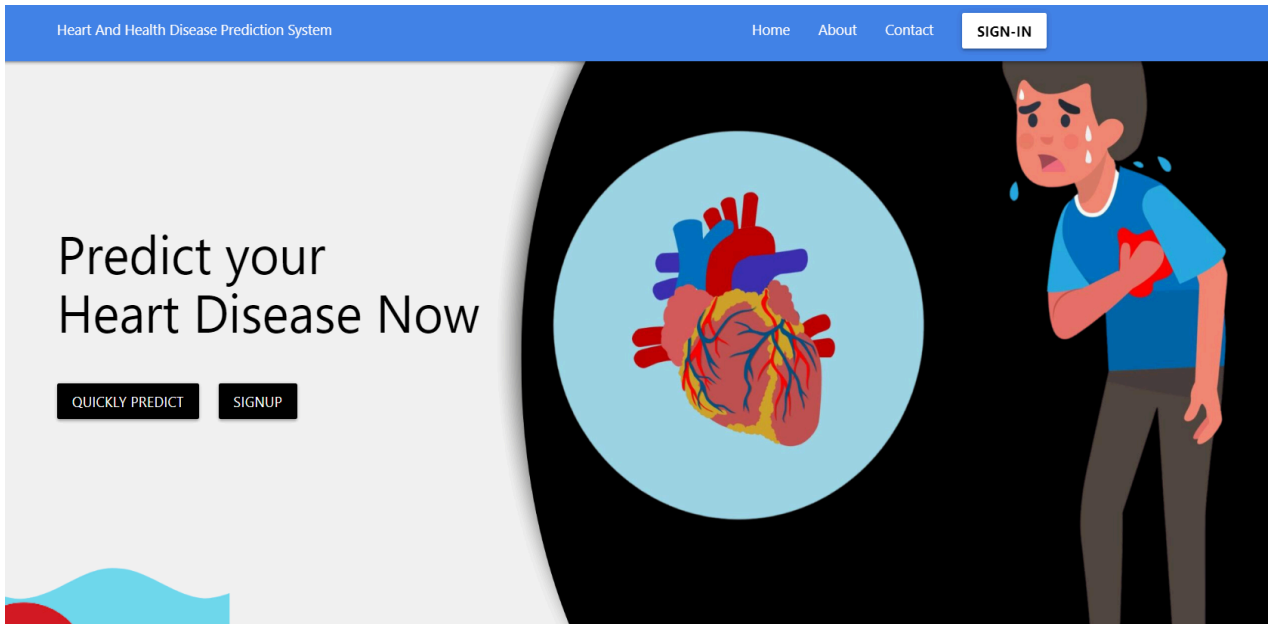 Heart And Health Disease Prediction System
Home
About
Contact
SIGN-IN
Predict your
Heart Disease Now
QUICKLY PREDICT
SIGNUP